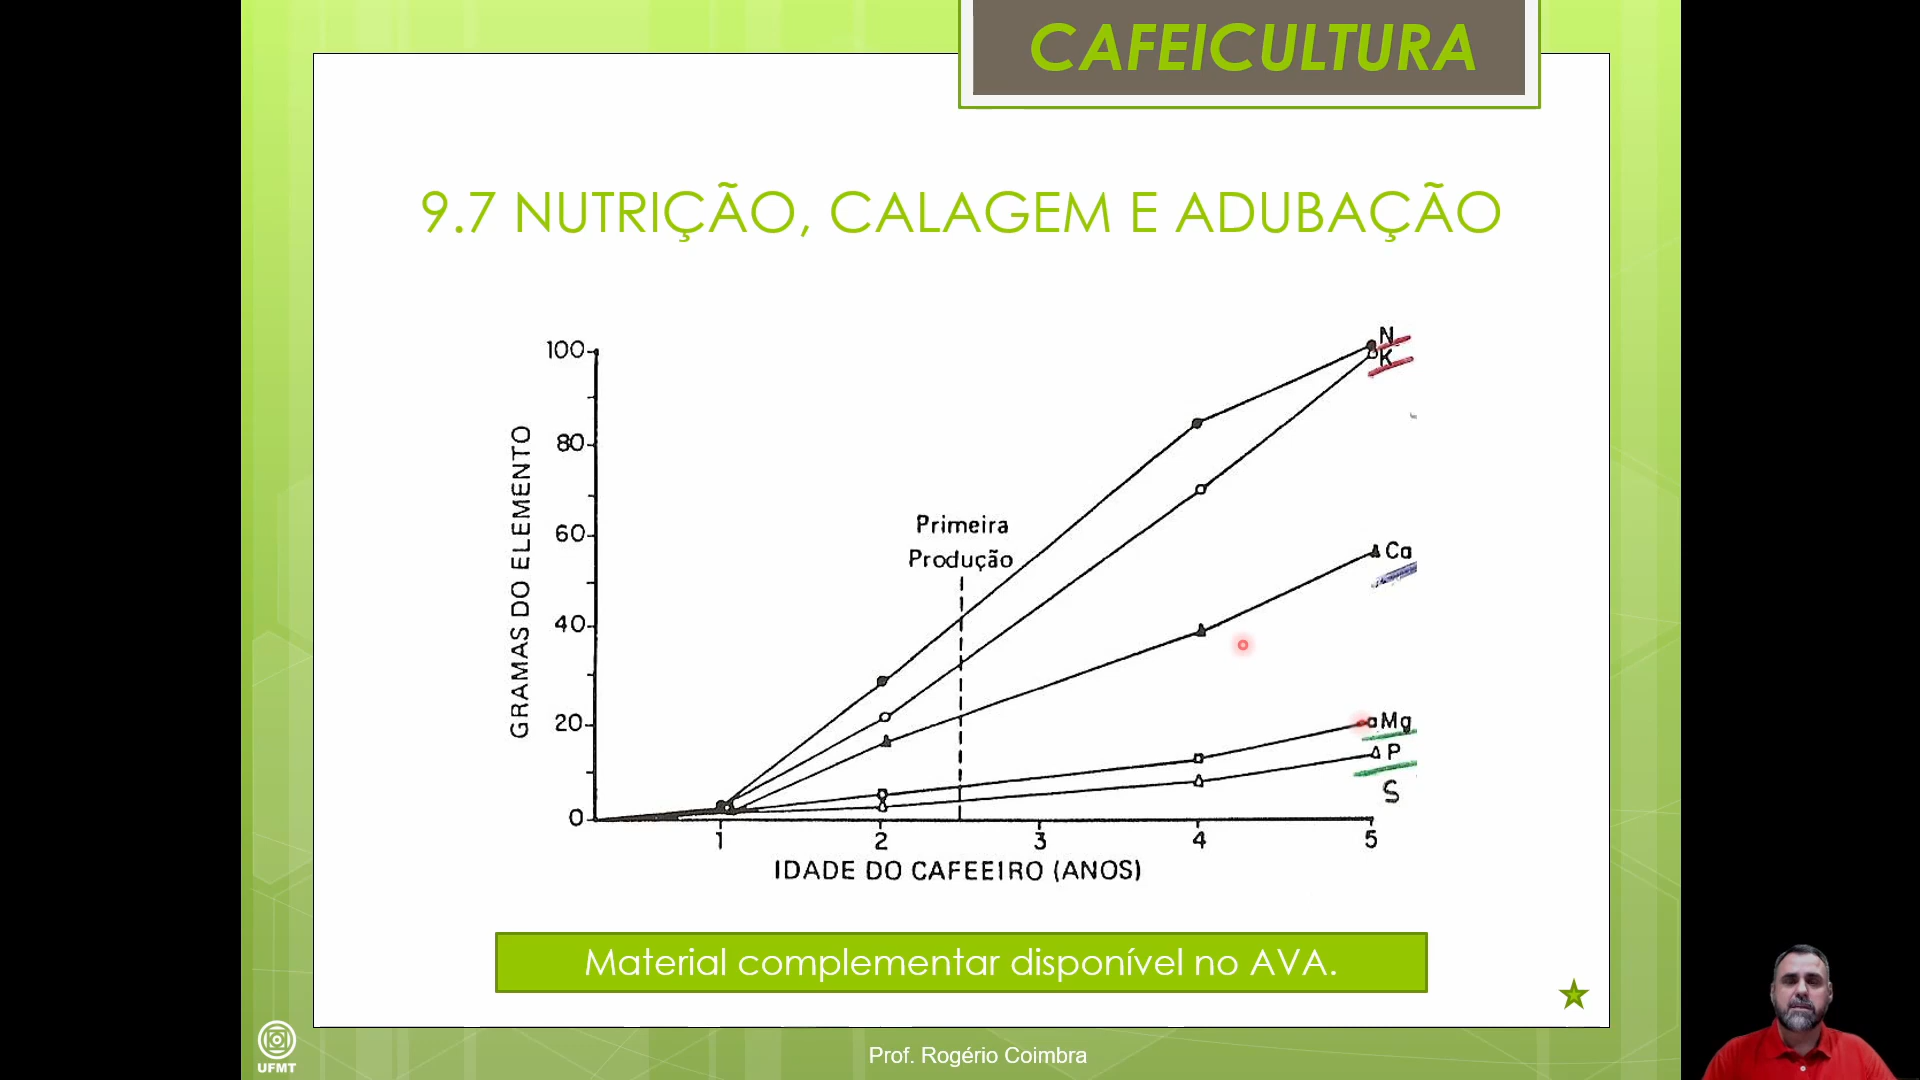 CAFEICULTURA
9.7 NUTRIÇÃO, CALAGEM E ADUBAÇÃO
GRAMAS DO ELEMENTO
100
80
60
40
20
0
Primeira
Produção
N
K
Ca
Mg
P
S
1 2 3 4 5
IDADE DO CAFEEIRO (ANOS)
Material complementar disponível no AVA.
UFMT
Prof. Rogério Coimbra